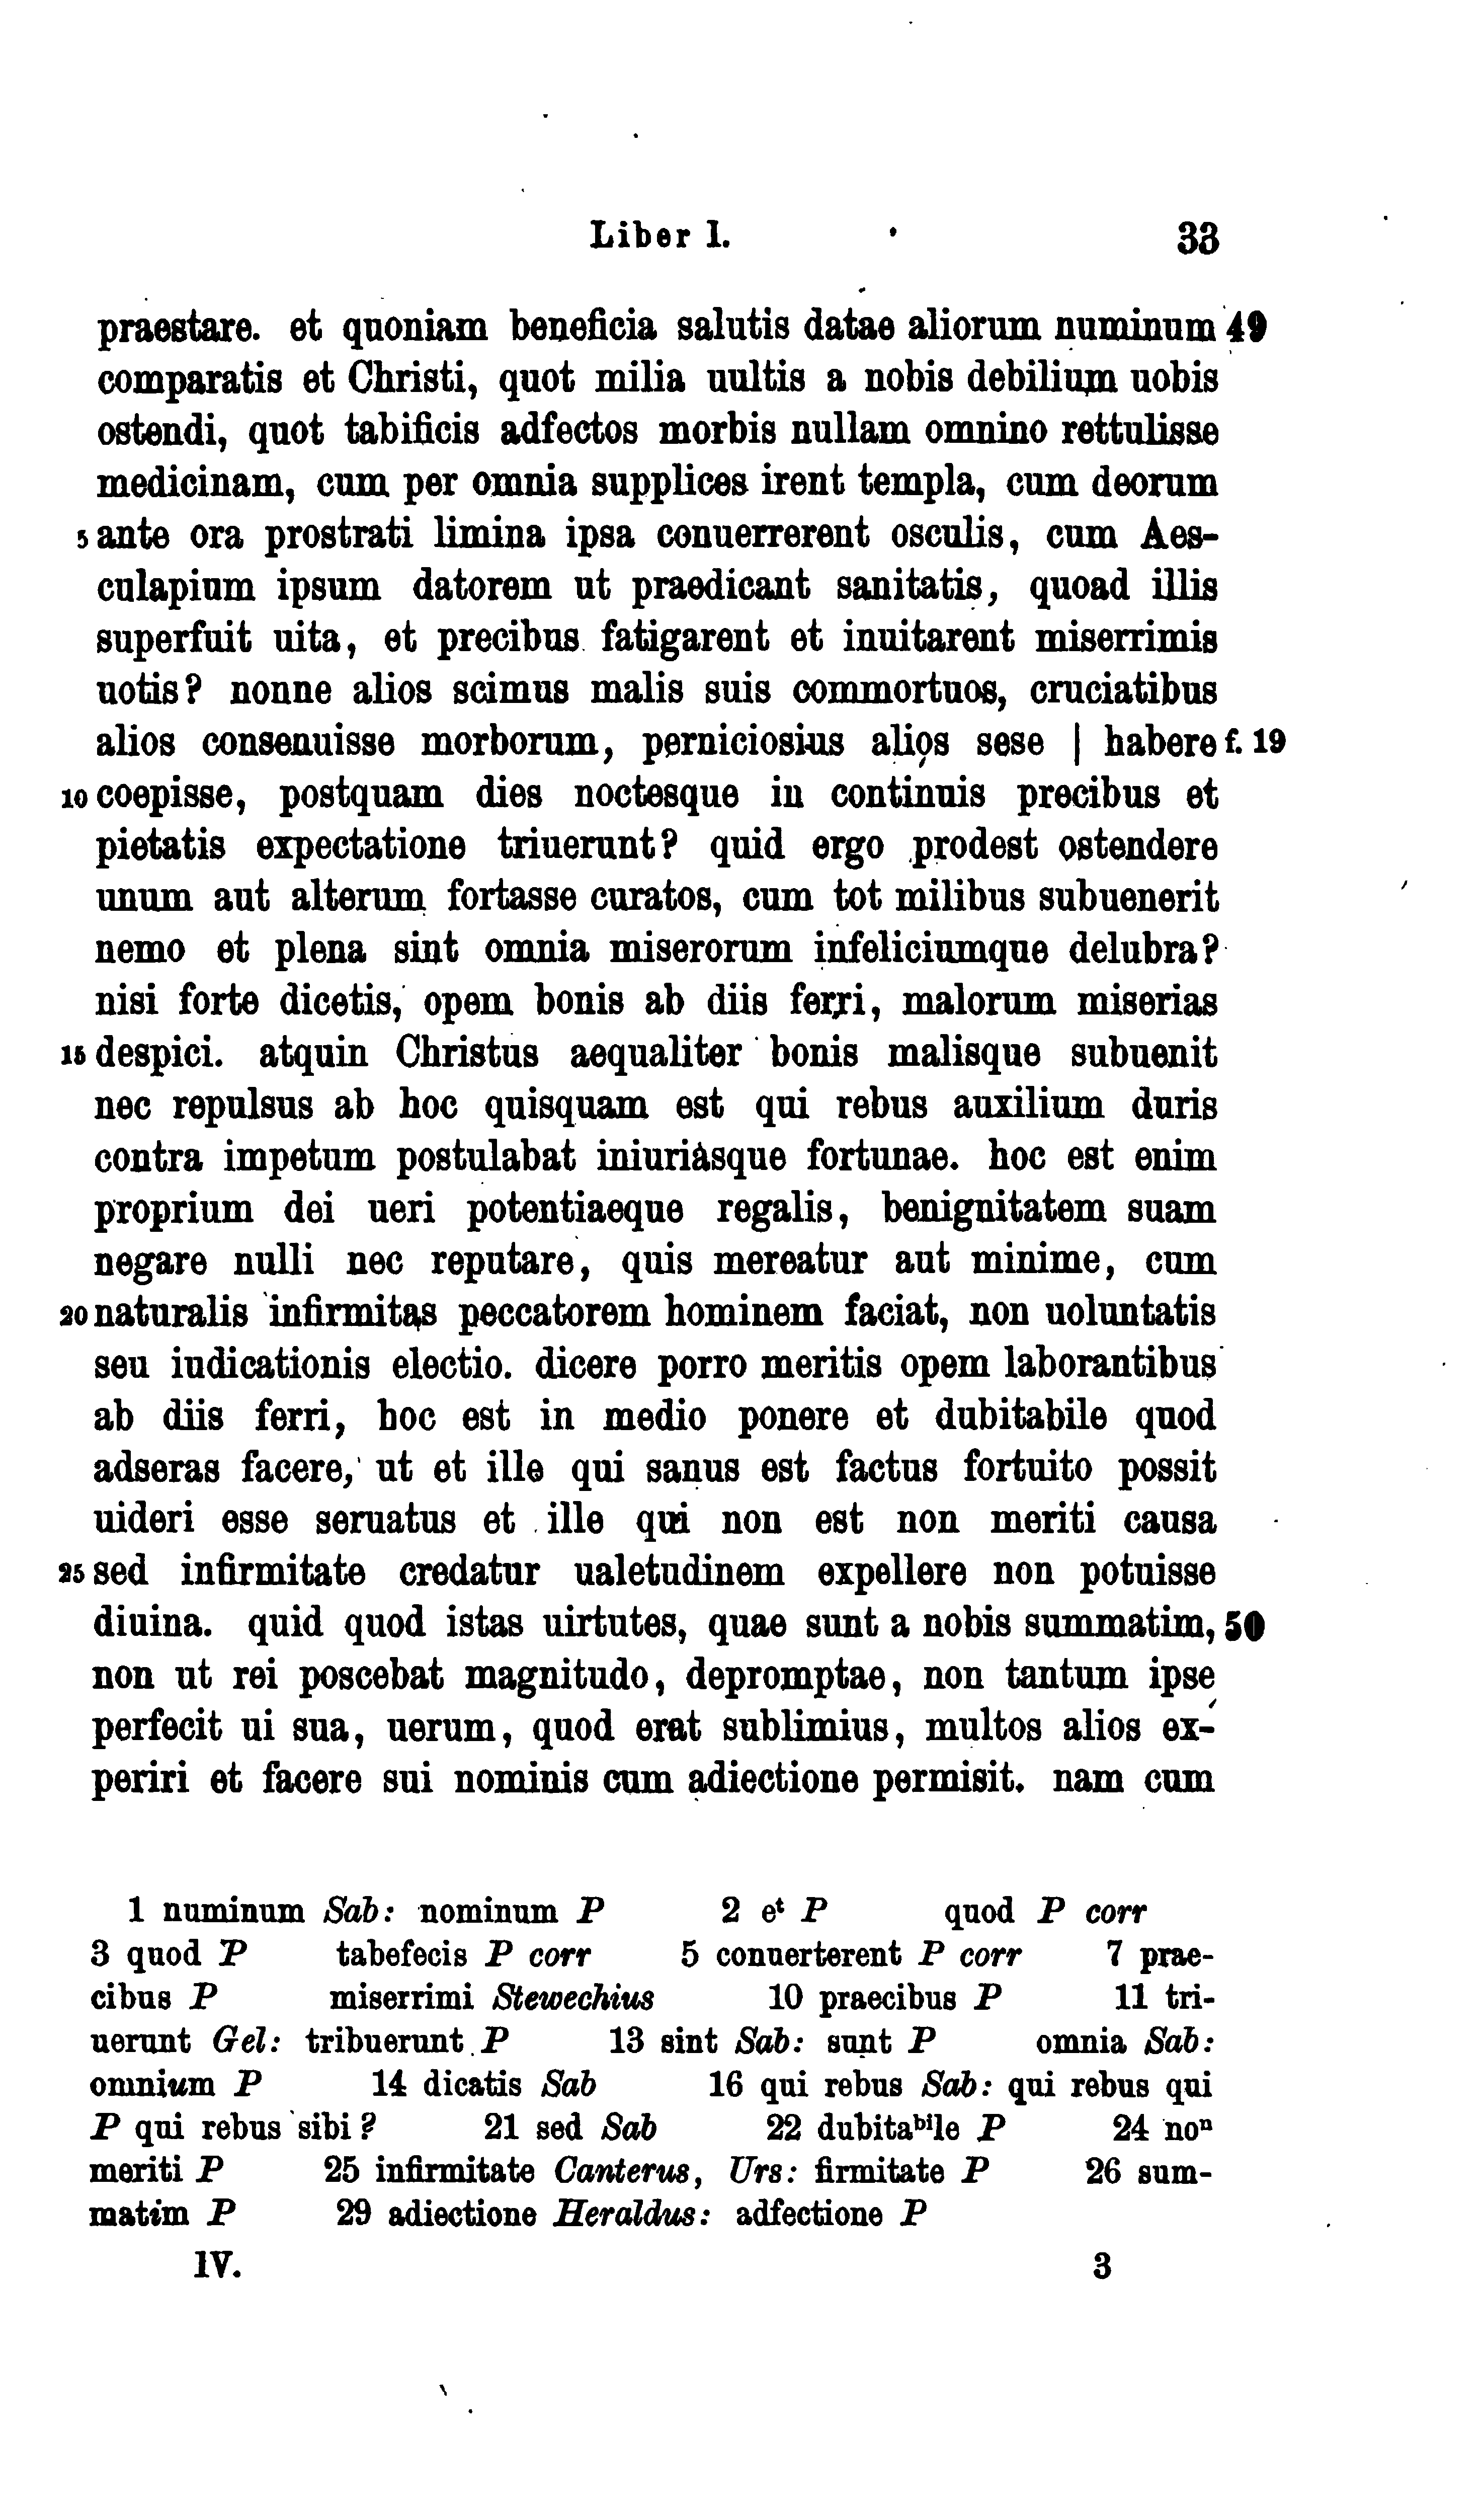 Liber I. 33
praestare. et quoniam beneficia salutis datae aliorum numinum 49
comparatis et Christi, quot milia uultis a nobis debilium uobis
ostendi, quot tabificis adfectos morbis nullam omnino rettulisse
medicinam, cum per omnia supplices irent templa, cum deorum
5 ante ora prostrati limina ipsa conuerrerent osculis, cum Aes-
culapium ipsum datorem ut praedicant sanitatis, quoad illis
superfuit uita, et precibus fatigarent et inuitarent miserrimis
uotis? nonne alios scimus malis suis commortuos, cruciatibus
alios consenuisse morborum, perniciosius alios sese | habere f. 19
10 coepisse, postquam dies noctesque in continuis precibus et
pietatis expectatione triuerunt? quid ergo prodest ostendere
unum aut alterum fortasse curatos, cum tot milibus subuenerit
nemo et plena sint omnia miserorum infeliciumque delubra?
nisi forte dicetis, opem bonis ab diis ferri, malorum miserias
15 despici. atquin Christus aequaliter bonis malisque subuenit
nec repulsus ab hoc quisquam est qui rebus auxilium duris
contra impetum postulabat iniuriasque fortunae. hoc est enim
proprium dei ueri potentiaeque regalis, benignitatem suam
negare nulli nec reputare, quis mereatur aut minime, cum
20 naturalis infirmitas peccatorem hominem faciat, non uoluntatis
seu iudicationis electio. dicere porro meritis opem laborantibus
ab diis ferri, hoc est in medio ponere et dubitabile quod
adseras facere, ut et ille qui sanus est factus fortuito possit
uideri esse seruatus et ille qui non est non meriti causa
25 sed infirmitate credatur ualetudinem expellere non potuisse
diuina. quid quod istas uirtutes, quae sunt a nobis summatim, 50
non ut rei poscebat magnitudo, depromptae, non tantum ipse
perfecit ui sua, uerum, quod erat sublimius, multos alios ex-
periri et facere sui nominis cum adiectione permisit. nam cum
1 numinum Sab: nominum P 2 eᵗ P quod P corr
3 quod P tabefecis P corr 5 conuerterent P corr 7 prae-
cibus P miserrimi Stewechius 10 praecibus P 11 tri-
uerunt Gel: tribuerunt P 13 sint Sab: sunt P omnia Sab:
omnium P 14 dicatis Sab 16 qui rebus Sab: qui rebus qui
P qui rebus sibi? 21 sed Sab 22 dubitaᵇⁱle P 24 noⁿ
meriti P 25 infirmitate Canterus, Urs: firmitate P 26 sum-
matim P 29 adiectione Heraldus: adfectione P
IV. 3